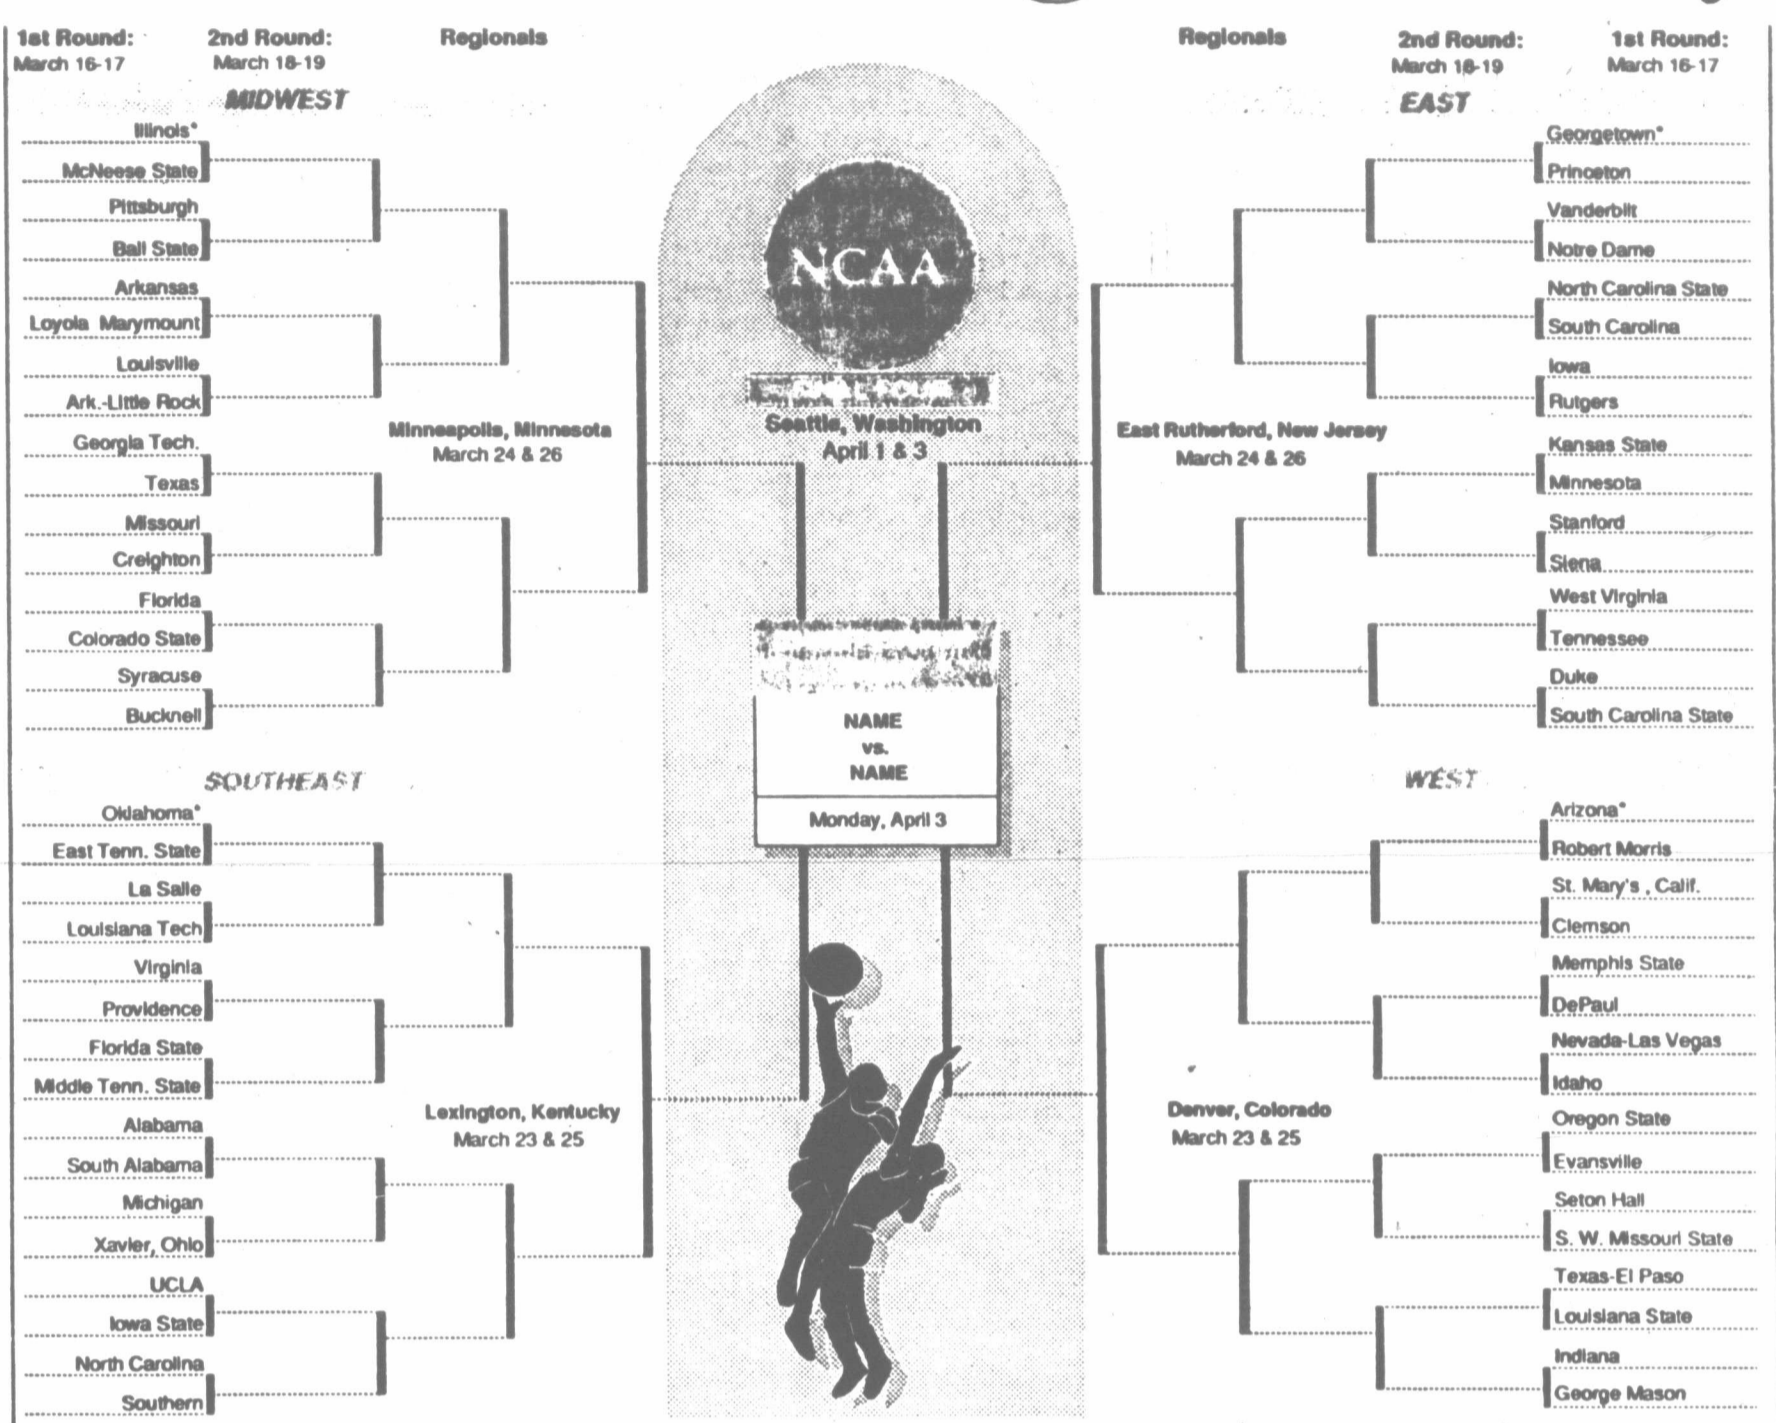 1st Round:
March 16-17
2nd Round:
March 18-19
Regionals
MIDWEST
Illinois*
McNeese State
Pittsburgh
Ball State
Arkansas
Loyola Marymount
Louisville
Ark.-Little Rock
Georgia Tech.
Texas
Missouri
Creighton
Florida
Colorado State
Syracuse
Bucknell
Minneapolis, Minnesota
March 24 & 26
SOUTHEAST
Oklahoma*
East Tenn. State
La Salle
Louisiana Tech
Virginia
Providence
Florida State
Middle Tenn. State
Alabama
South Alabama
Michigan
Xavier, Ohio
UCLA
Iowa State
North Carolina
Southern
Lexington, Kentucky
March 23 & 25
NCAA
Seattle, Washington
April 1 & 3
NAME
vs.
NAME
Monday, April 3
Regionals
2nd Round:
March 18-19
1st Round:
March 16-17
EAST
Georgetown*
Princeton
Vanderbilt
Notre Dame
North Carolina State
South Carolina
Iowa
Rutgers
Kansas State
Minnesota
Stanford
Siena
West Virginia
Tennessee
Duke
South Carolina State
East Rutherford, New Jersey
March 24 & 26
WEST
Arizona*
Robert Morris
St. Mary's , Calif.
Clemson
Memphis State
DePaul
Nevada-Las Vegas
Idaho
Oregon State
Evansville
Seton Hall
S. W. Missouri State
Texas-El Paso
Louisiana State
Indiana
George Mason
Denver, Colorado
March 23 & 25